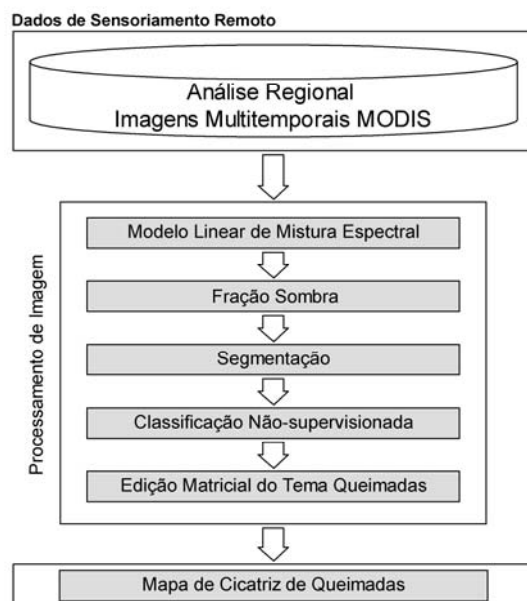 Dados de Sensoriamento Remoto
Análise Regional
Imagens Multitemporais MODIS
Processamento de Imagem
Modelo Linear de Mistura Espectral
Fração Sombra
Segmentação
Classificação Não-supervisionada
Edição Matricial do Tema Queimadas
Mapa de Cicatriz de Queimadas